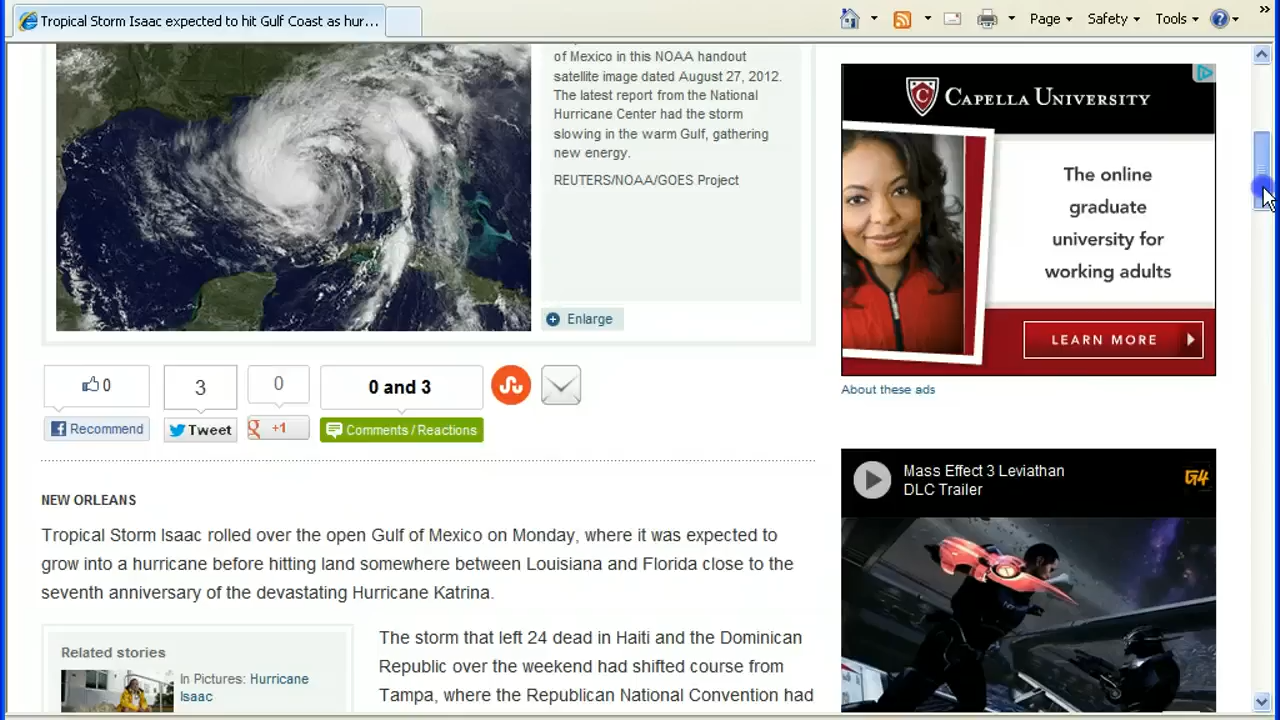 Tropical Storm Isaac expected to hit Gulf Coast as hur...
Page
Safety
Tools
of Mexico in this NOAA handout
satellite image dated August 27, 2012.
The latest report from the National
Hurricane Center had the storm
slowing in the warm Gulf, gathering
new energy.
REUTERS/NOAA/GOES Project
Enlarge
C
CAPELLA UNIVERSITY
The online
graduate
university for
working adults
LEARN MORE
About these ads
0
3
0
0 and 3
Recommend
Tweet
+1
Comments / Reactions
Mass Effect 3 Leviathan
DLC Trailer
G4
NEW ORLEANS
Tropical Storm Isaac rolled over the open Gulf of Mexico on Monday, where it was expected to
grow into a hurricane before hitting land somewhere between Louisiana and Florida close to the
seventh anniversary of the devastating Hurricane Katrina.
Related stories
In Pictures: Hurricane
Isaac
The storm that left 24 dead in Haiti and the Dominican
Republic over the weekend had shifted course from
Tampa, where the Republican National Convention had